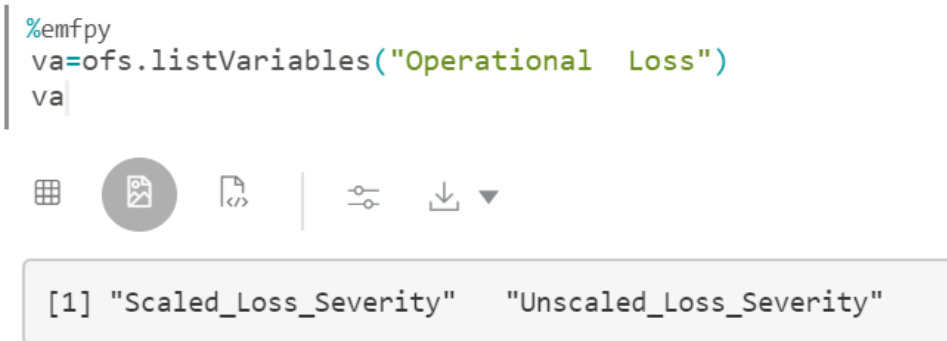 %emfpy
va=ofs.listVariables("Operational  Loss")
va
[1] "Scaled_Loss_Severity"   "Unscaled_Loss_Severity"